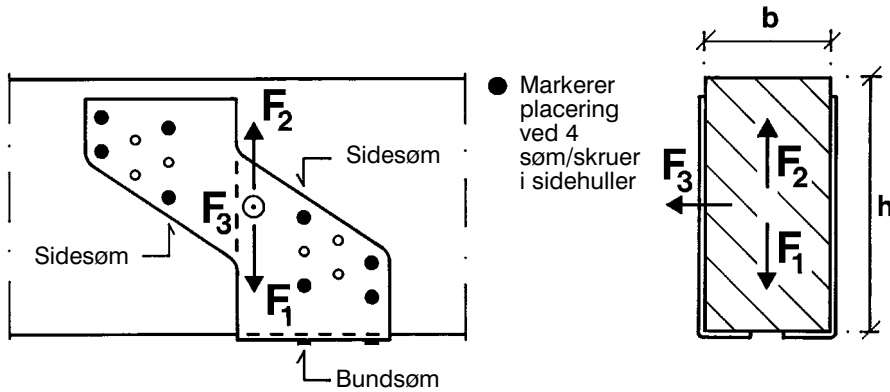 F2
Sidesøm
F3
Sidesøm
F1
Bundsøm
Markerer
placering
ved 4
søm/skruer
i sidehuller
b
F3
F2
F1
h